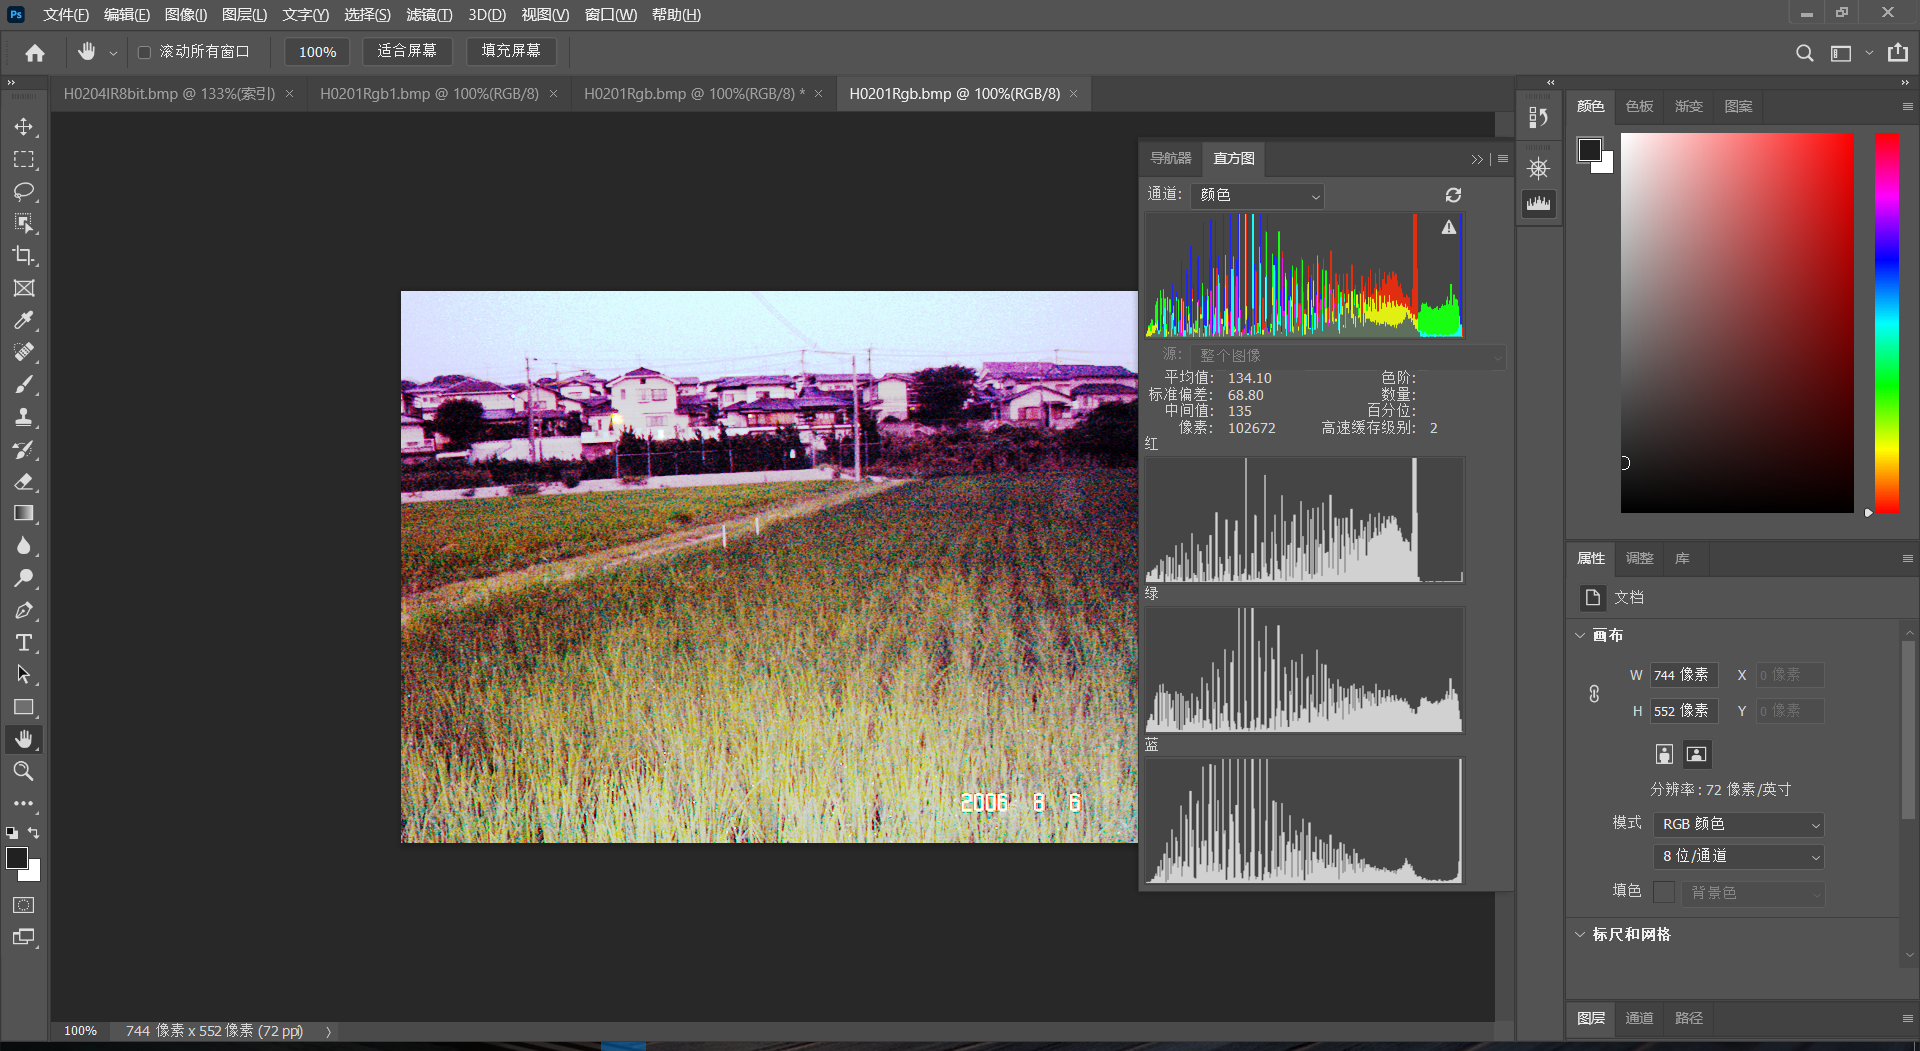 Ps 文件(F) 编辑(E) 图像(I) 图层(L) 文字(Y) 选择(S) 滤镜(T) 3D(D) 视图(V) 窗口(W) 帮助(H)
滚动所有窗口 100% 适合屏幕 填充屏幕
H0204IR8bit.bmp @ 133%(索引) × H0201Rgb1.bmp @ 100%(RGB/8) × H0201Rgb.bmp @ 100%(RGB/8) * × H0201Rgb.bmp @ 100%(RGB/8) ×
导航器 直方图
通道: 颜色
源: 整个图像
平均值: 134.10 色阶:
标准偏差: 68.80 数量:
中间值: 135 百分位:
像素: 102672 高速缓存级别: 2
红
绿
蓝
2006 8 6
颜色 色板 渐变 图案
属性 调整 库
文档
画布
W 744 像素 X 0 像素
H 552 像素 Y 0 像素
分辨率: 72 像素/英寸
模式 RGB 颜色
8 位/通道
填色 背景色
标尺和网格
图层 通道 路径
100% 744 像素 x 552 像素 (72 ppi)